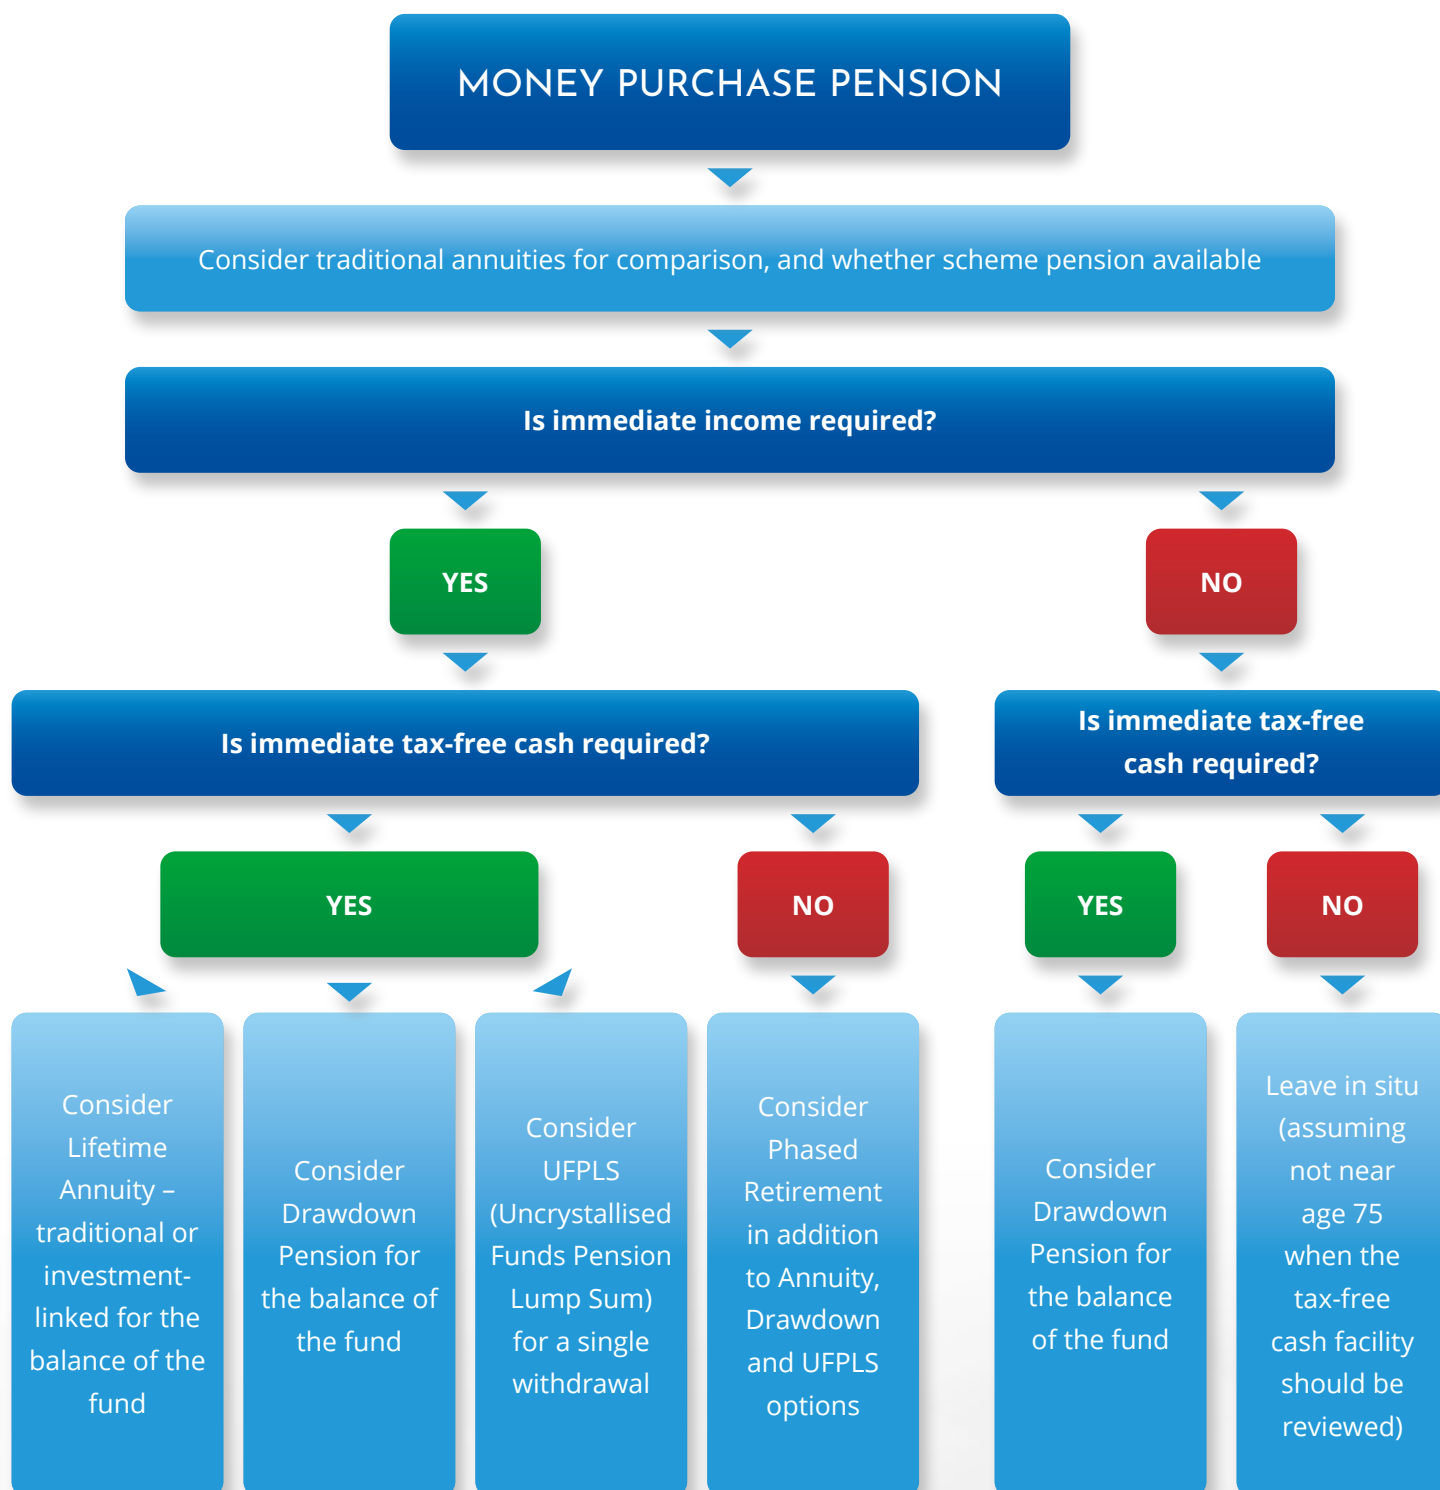 MONEY PURCHASE PENSION
Consider traditional annuities for comparison, and whether scheme pension available
Is immediate income required?
YES
NO
Is immediate tax-free cash required?
Is immediate tax-free
cash required?
YES
NO
YES
NO
Consider
Lifetime
Annuity –
traditional or
investment-
linked for the
balance of the
fund
Consider
Drawdown
Pension for
the balance of
the fund
Consider
UFPLS
(Uncrystallised
Funds Pension
Lump Sum)
for a single
withdrawal
Consider
Phased
Retirement
in addition
to Annuity,
Drawdown
and UFPLS
options
Consider
Drawdown
Pension for
the balance
of the fund
Leave in situ
(assuming
not near
age 75
when the
tax-free
cash facility
should be
reviewed)